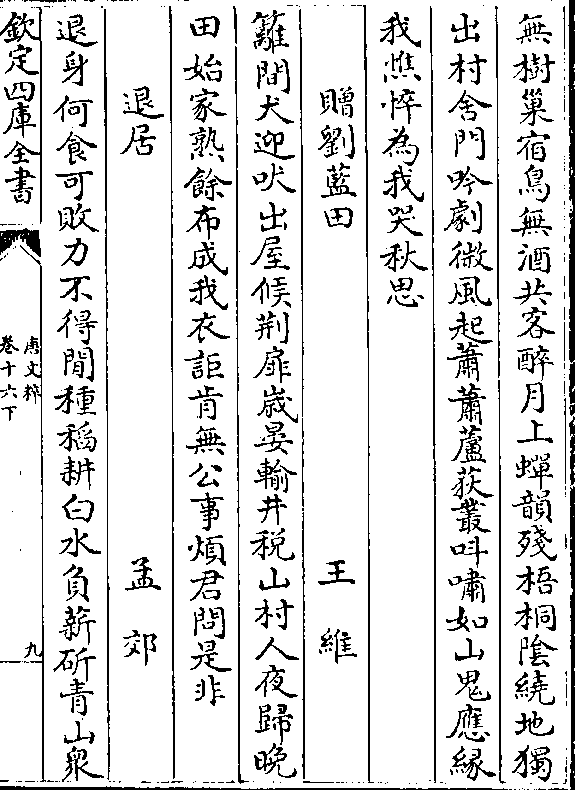 無樹巢宿鳥無酒共客醉月上蟬韻殘梧桐陰繞地獨
出村舍門吟劇微風起蕭蕭蘆荻叢叫嘯如山鬼應緣
我憔悴為我哭秋思
贈劉藍田　王維
籬間犬迎吠出屋候荆扉歲晏輸井税山村人夜歸晚
田始家熟餘布成我衣詎肯無公事煩君問是非
退居　孟郊
退身何食可敗力不得閒種稻耕白水負薪斫青山衆
欽定四庫全書
唐文粹
卷十六下
九